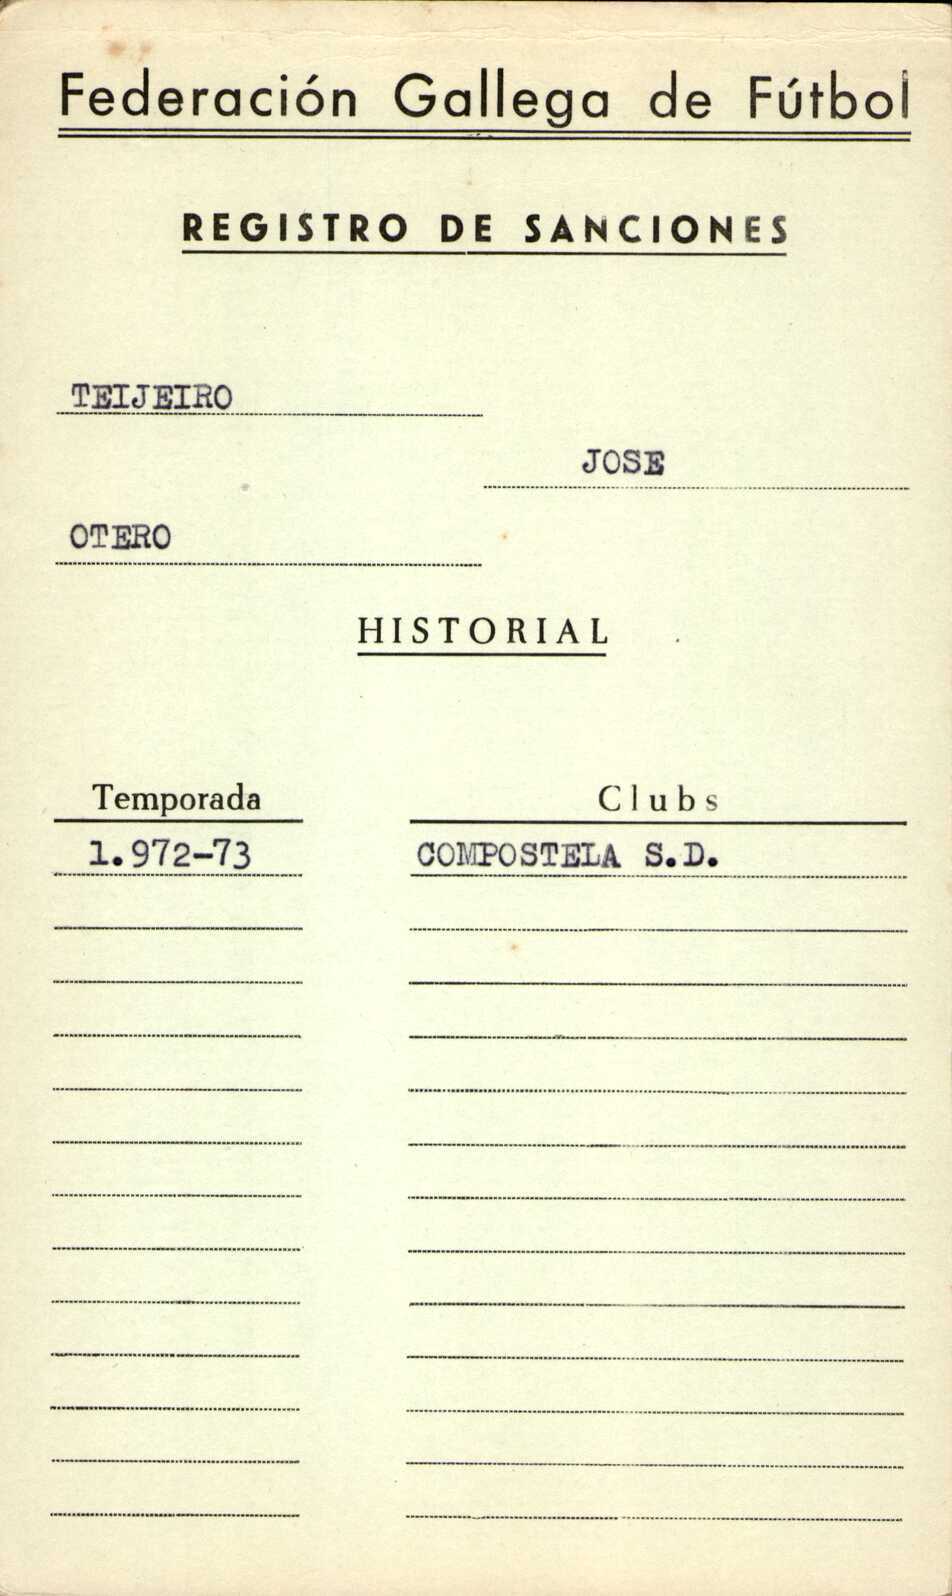 Federación Gallega de Fútbol
REGISTRO DE SANCIONES
TEIJEIRO
JOSE
OTERO
HISTORIAL
Temporada Clubs
1.972-73 COMPOSTELA S.D.